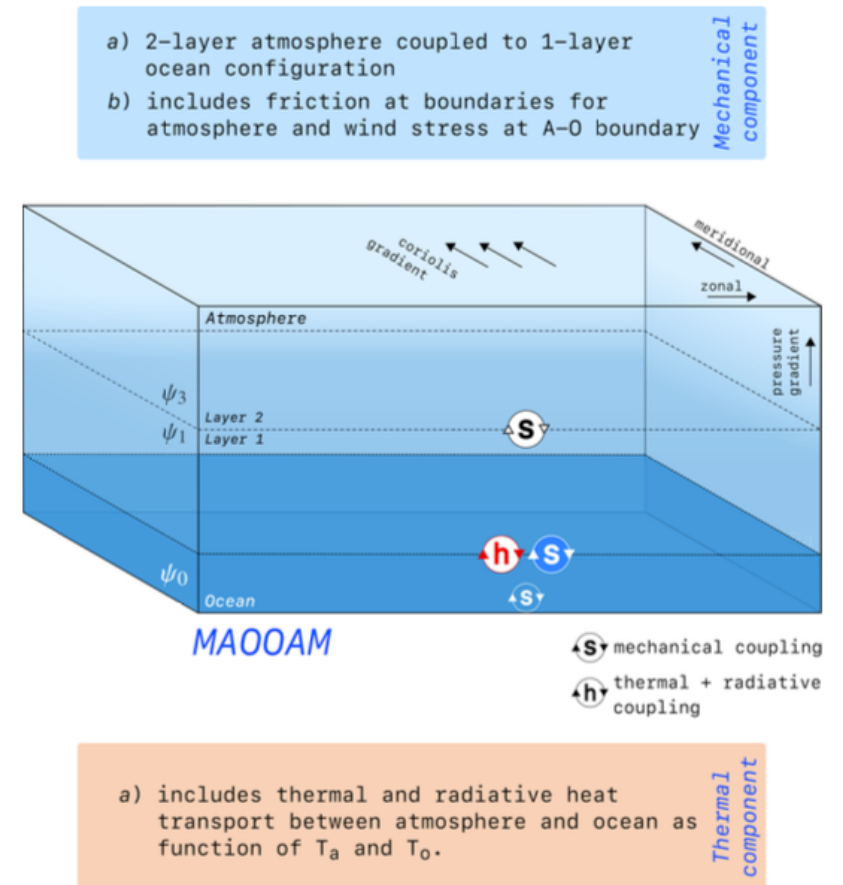 a) 2-layer atmosphere coupled to 1-layer
ocean configuration
b) includes friction at boundaries for
atmosphere and wind stress at A-O boundary
Mechanical
component
coriolis
gradient
meridional
zonal
pressure
gradient
Atmosphere
ψ3
Layer 2
ψ1
Layer 1
S
h
S
ψ0
S
Ocean
MAOOAM
S mechanical coupling
h thermal + radiative
coupling
a) includes thermal and radiative heat
transport between atmosphere and ocean as
function of Ta and To.
Thermal
component